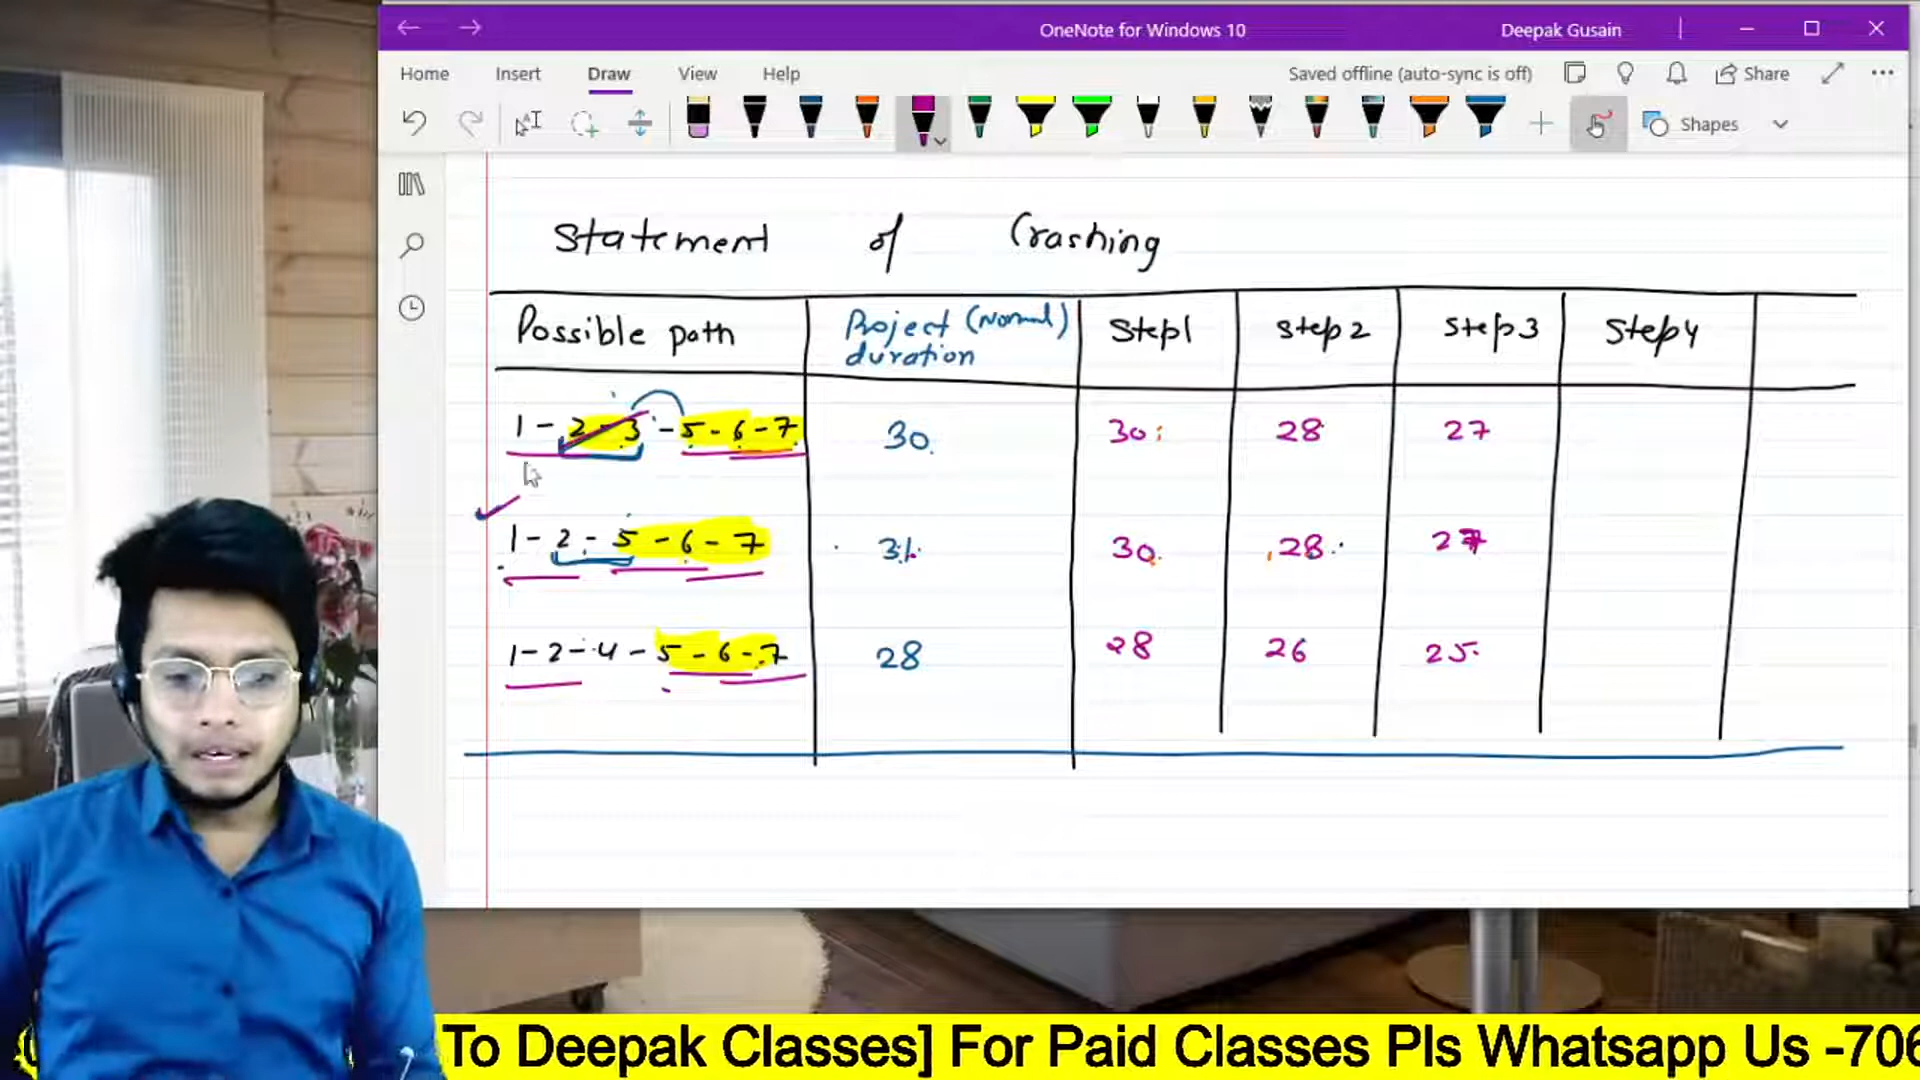 OneNote for Windows 10
Deepak Gusain
Home Insert Draw View Help
Saved offline (auto-sync is off)
Share
Shapes
Statement of Crashing
Possible path
Project (Normal) duration
Step1
Step2
Step3
Step4
1 - 2 - 3 - 5 - 6 - 7 30 30 28 27
1 - 2 - 5 - 6 - 7 31 30 28 27
1 - 2 - 4 - 5 - 6 - 7 28 28 26 25
To Deepak Classes] For Paid Classes Pls Whatsapp Us -706